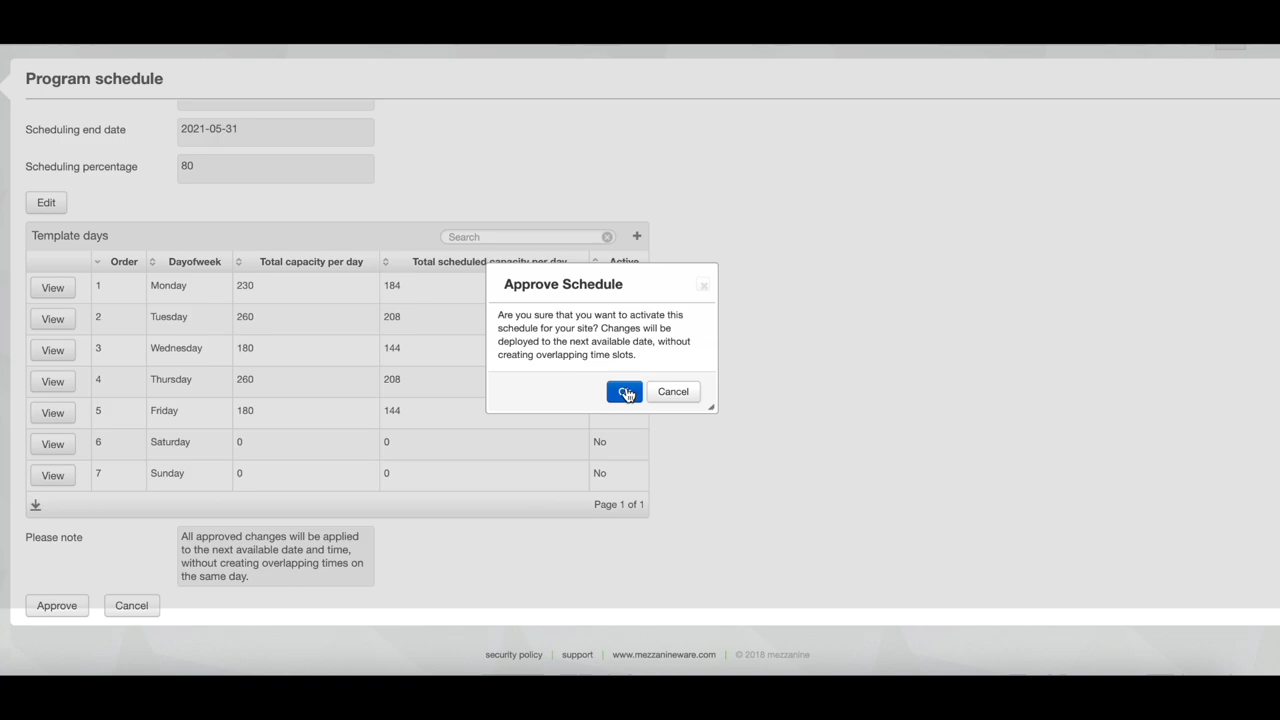 Program schedule
Scheduling end date 2021-05-31
Scheduling percentage 80
Edit
Template days Search +
Order Dayofweek Total capacity per day Total scheduled capacity per day Active
View 1 Monday 230 184
View 2 Tuesday 260 208
View 3 Wednesday 180 144
View 4 Thursday 260 208
View 5 Friday 180 144
View 6 Saturday 0 0 No
View 7 Sunday 0 0 No
Page 1 of 1
Approve Schedule
Are you sure that you want to activate this
schedule for your site? Changes will be
deployed to the next available date, without
creating overlapping time slots.
Cancel
Please note
All approved changes will be applied
to the next available date and time,
without creating overlapping times on
the same day.
Approve Cancel
security policy | support | www.mezzanineware.com | © 2018 mezzanine